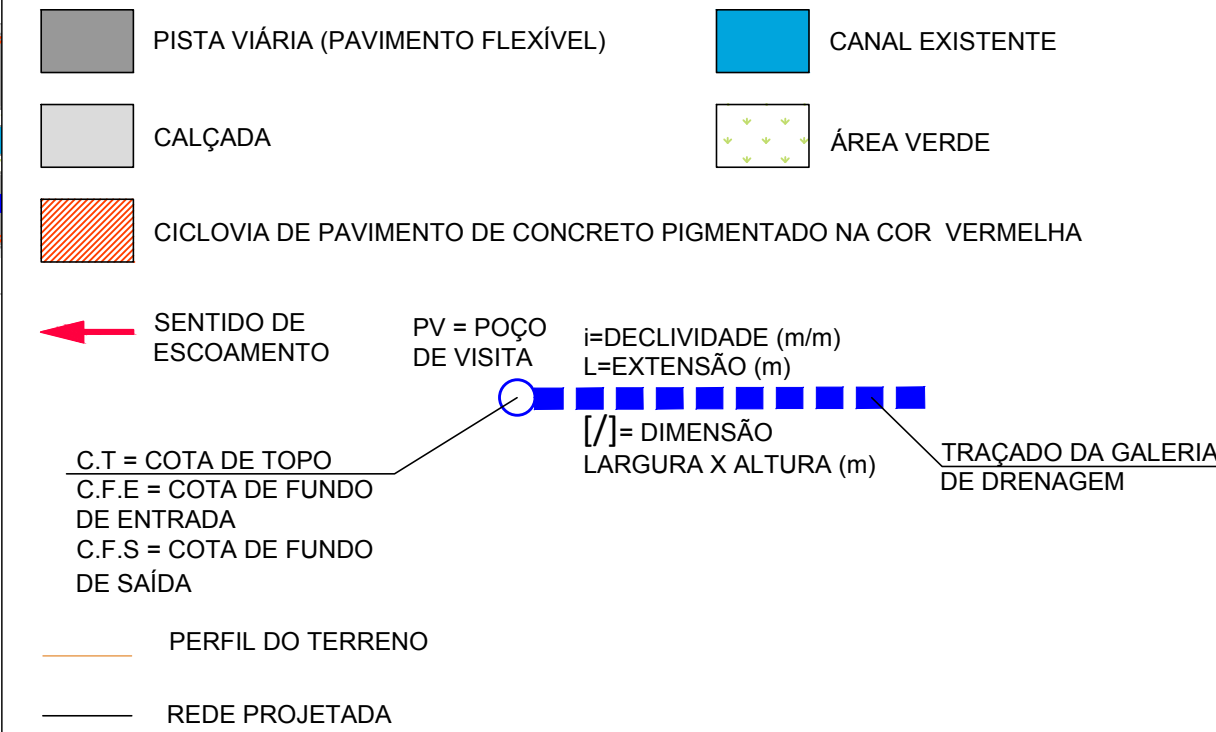 PISTA VIÁRIA (PAVIMENTO FLEXÍVEL)
CANAL EXISTENTE
CALÇADA
ÁREA VERDE
CICLOVIA DE PAVIMENTO DE CONCRETO PIGMENTADO NA COR VERMELHA
SENTIDO DE
ESCOAMENTO
PV = POÇO
DE VISITA
i=DECLIVIDADE (m/m)
L=EXTENSÃO (m)
[/]= DIMENSÃO
LARGURA X ALTURA (m)
C.T = COTA DE TOPO
C.F.E = COTA DE FUNDO
DE ENTRADA
C.F.S = COTA DE FUNDO
DE SAÍDA
TRAÇADO DA GALERIA
DE DRENAGEM
PERFIL DO TERRENO
REDE PROJETADA